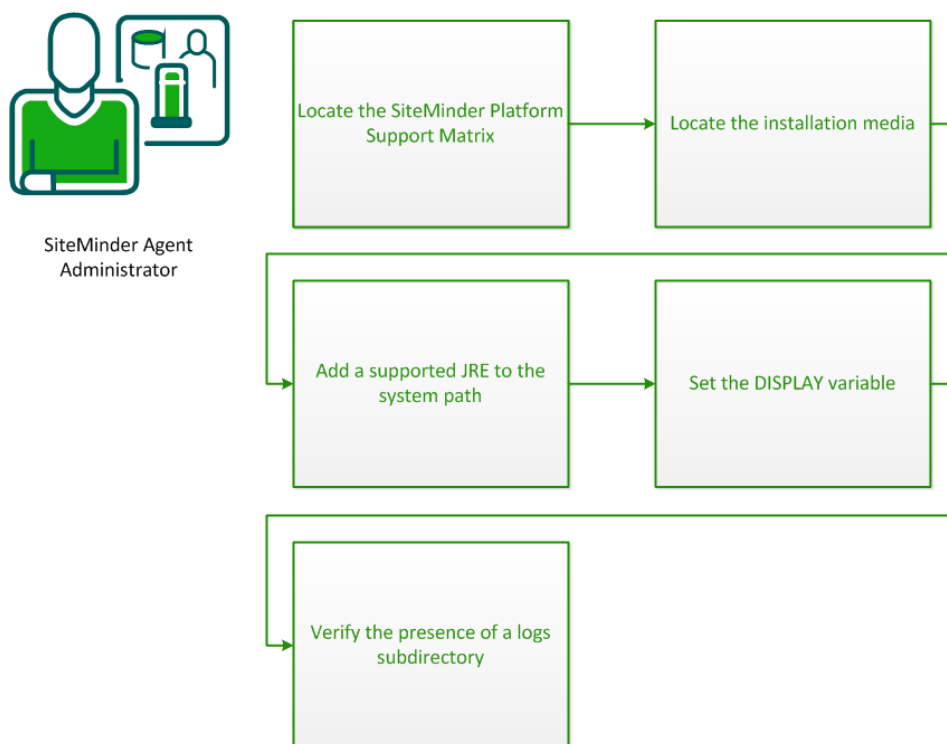 Locate the SiteMinder Platform
Support Matrix
Locate the installation media
SiteMinder Agent
Administrator
Add a supported JRE to the
system path
Set the DISPLAY variable
Verify the presence of a logs
subdirectory